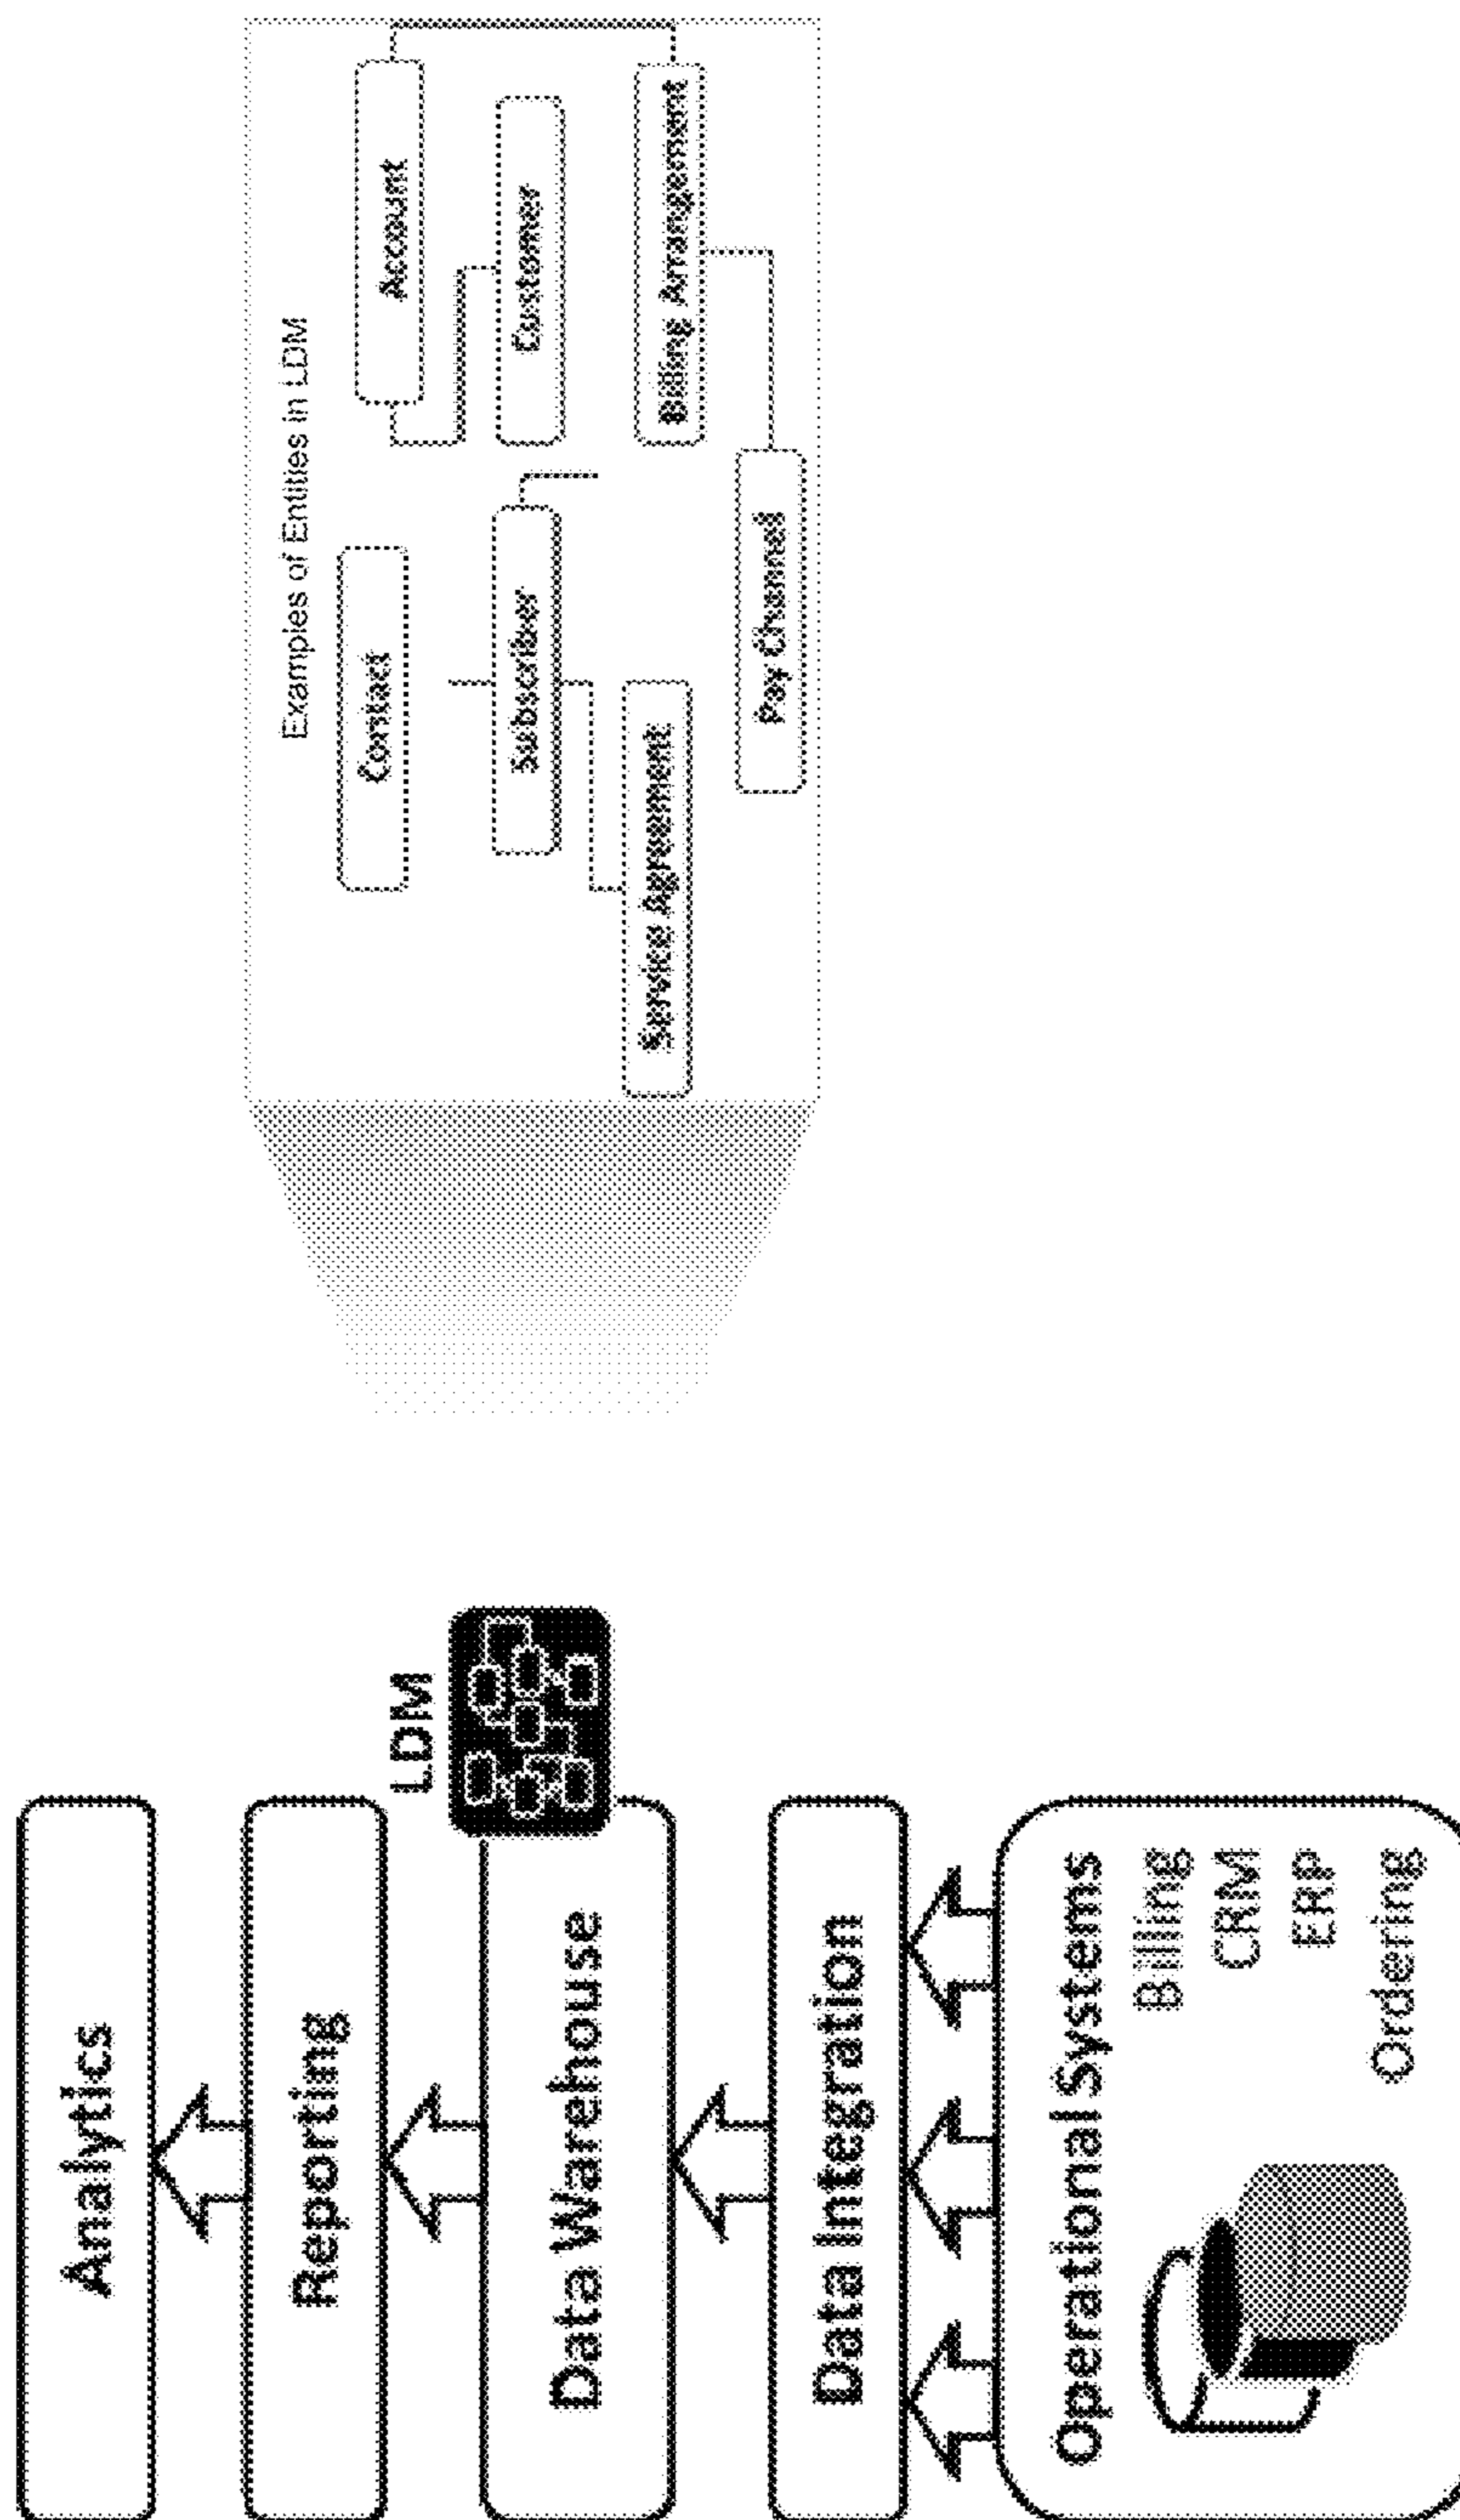 Analytics
Reporting
LDM
Data Warehouse
Data Integration
Operational Systems
Billing
CRM
ERP
Ordering
Examples of Entities in LDM
Contact
Account
Subscriber
Customer
Service Agreement
Billing Arrangement
Pay Channel